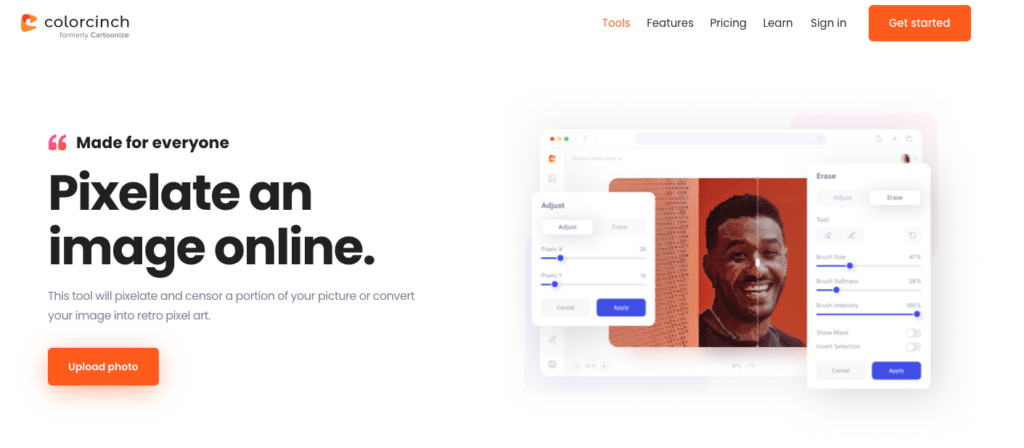 colorcinch
formerly Cartoonize
Tools Features Pricing Learn Sign in Get started
Made for everyone
Pixelate an
image online.
This tool will pixelate and censor a portion of your picture or convert
your image into retro pixel art.
Upload photo
Adjust
Adjust Erase
Pixels X 20
Pixels Y 16
Cancel Apply
Erase
Adjust Erase
Tool
Brush Size 47%
Brush Softness 28%
Brush Intensity 100%
Show Mask
Invert Selection
Cancel Apply